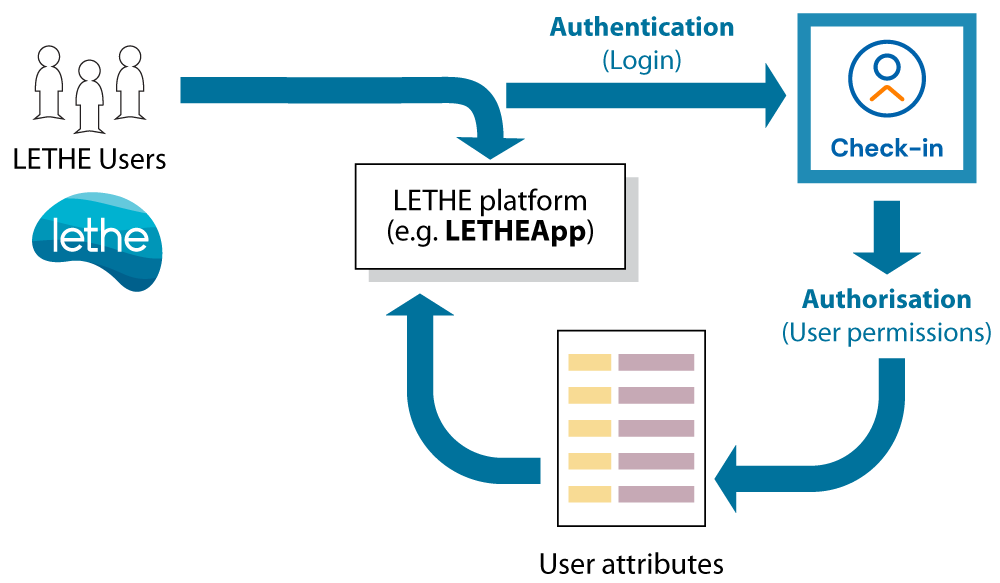 Authentication
(Login)
LETHE Users
lethe
Check-in
LETHE platform
(e.g. LETHEApp)
Authorisation
(User permissions)
User attributes